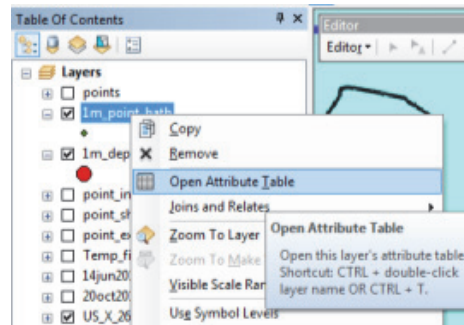 Table Of Contents
Editor
Editor
Layers
points
1m_point_bath
Copy
1m_dep
Remove
Open Attribute Table
point_in
Joins and Relates
point_sh
point_ex
Zoom To Layer
Temp_fi
Zoom To Make
14jun20
Visible Scale Ran
20oct20
US_X_26
Use Symbol Levels
Open Attribute Table
Open this layer's attribute table
Shortcut: CTRL + double-click
layer name OR CTRL + T.